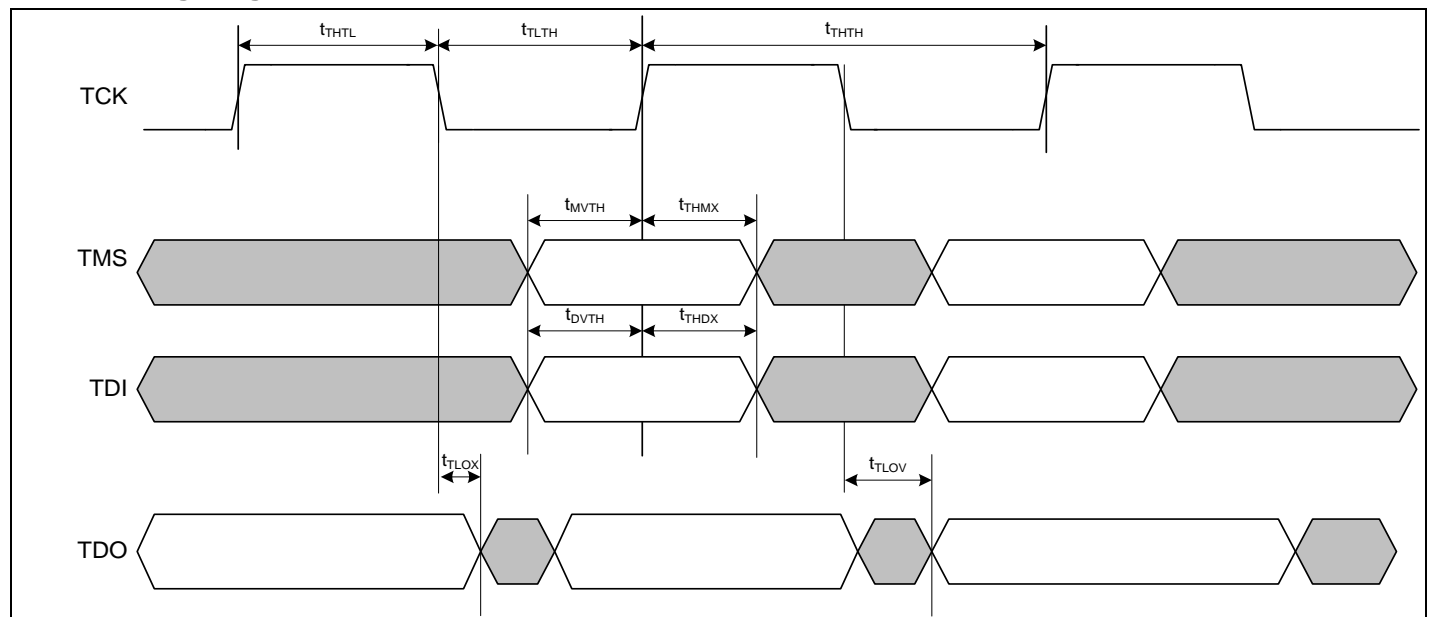 tTHTL tTLTH tTHTH
TCK
tMVTH tTHMX
TMS
tDVTH tTHDX
TDI
tTLOX tTLOV
TDO